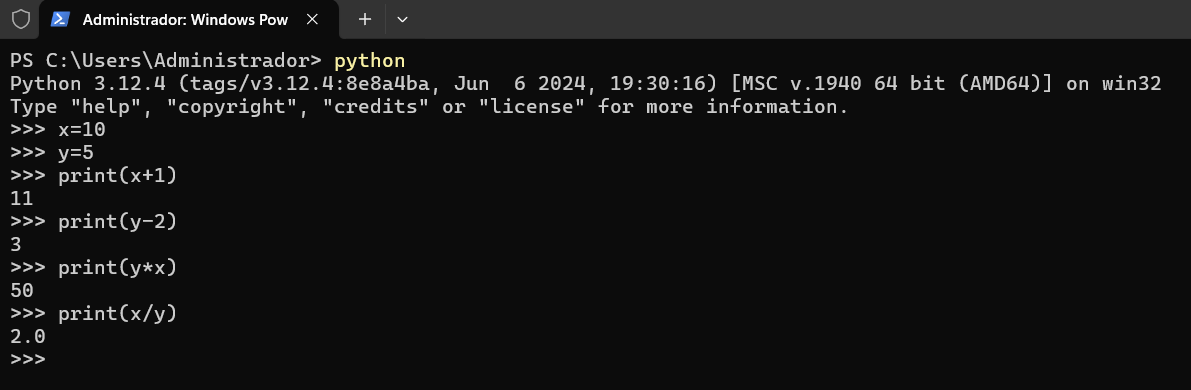 Administrador: Windows Pow
PS C:\Users\Administrador> python
Python 3.12.4 (tags/v3.12.4:8e8a4ba, Jun  6 2024, 19:30:16) [MSC v.1940 64 bit (AMD64)] on win32
Type "help", "copyright", "credits" or "license" for more information.
>>> x=10
>>> y=5
>>> print(x+1)
11
>>> print(y-2)
3
>>> print(y*x)
50
>>> print(x/y)
2.0
>>>